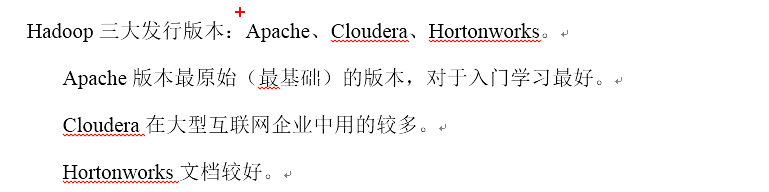 Hadoop 三大发行版本：Apache、Cloudera、Hortonworks。
Apache 版本最原始（最基础）的版本，对于入门学习最好。
Cloudera 在大型互联网企业中用的较多。
Hortonworks 文档较好。